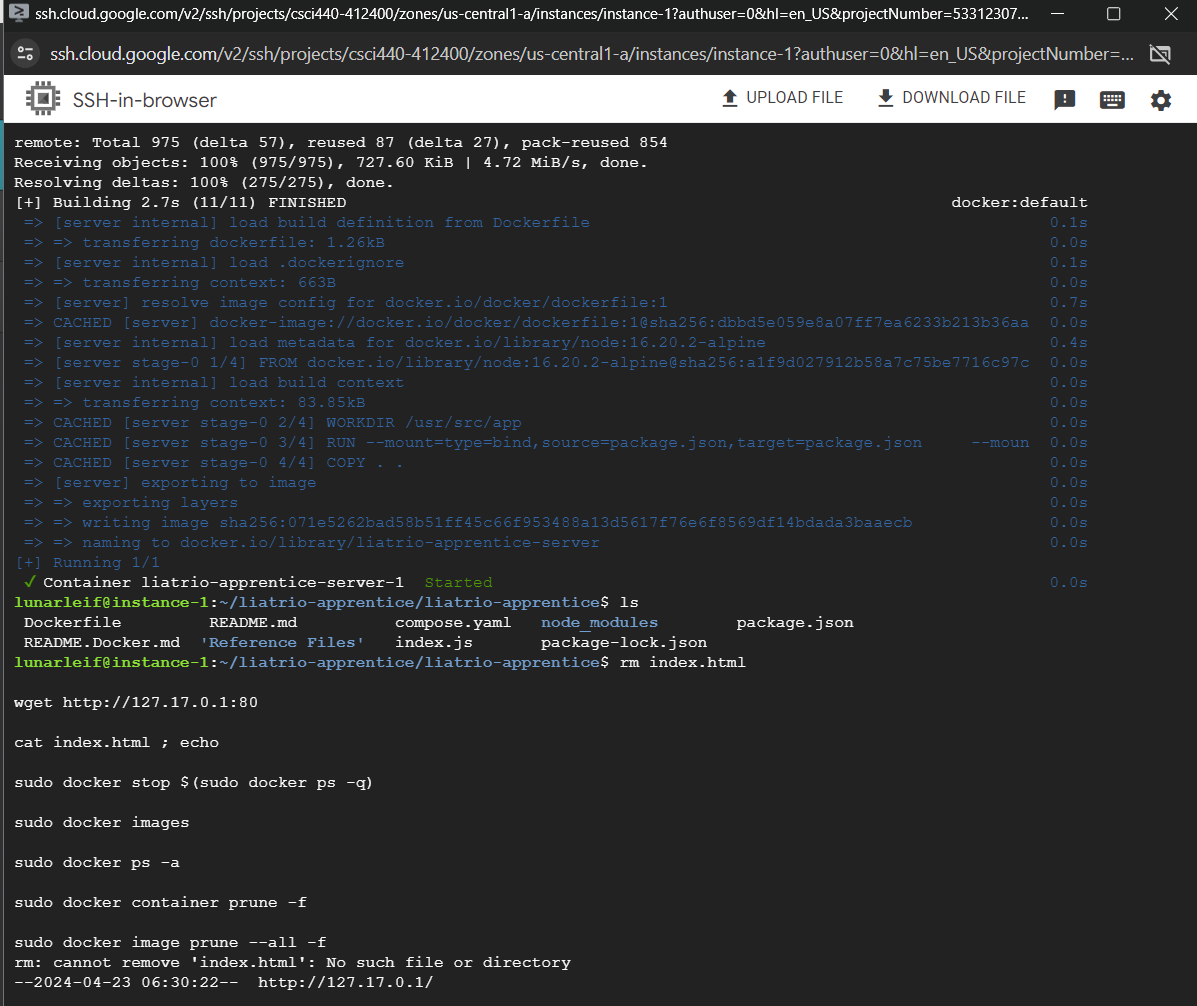 ssh.cloud.google.com/v2/ssh/projects/csci440-412400/zones/us-central1-a/instances/instance-1?authuser=0&hl=en_US&projectNumber=53312307...
ssh.cloud.google.com/v2/ssh/projects/csci440-412400/zones/us-central1-a/instances/instance-1?authuser=0&hl=en_US&projectNumber=...
SSH-in-browser UPLOAD FILE DOWNLOAD FILE
remote: Total 975 (delta 57), reused 87 (delta 27), pack-reused 854
Receiving objects: 100% (975/975), 727.60 KiB | 4.72 MiB/s, done.
Resolving deltas: 100% (275/275), done.
[+] Building 2.7s (11/11) FINISHED docker:default
=> [server internal] load build definition from Dockerfile 0.1s
=> => transferring dockerfile: 1.26kB 0.0s
=> [server internal] load .dockerignore 0.1s
=> => transferring context: 663B 0.0s
=> [server] resolve image config for docker.io/docker/dockerfile:1 0.7s
=> CACHED [server] docker-image://docker.io/docker/dockerfile:1@sha256:dbbd5e059e8a07ff7ea6233b213b36aa 0.0s
=> [server internal] load metadata for docker.io/library/node:16.20.2-alpine 0.4s
=> [server stage-0 1/4] FROM docker.io/library/node:16.20.2-alpine@sha256:a1f9d027912b58a7c75be7716c97c 0.0s
=> [server internal] load build context 0.0s
=> => transferring context: 83.85kB 0.0s
=> CACHED [server stage-0 2/4] WORKDIR /usr/src/app 0.0s
=> CACHED [server stage-0 3/4] RUN --mount=type=bind,source=package.json,target=package.json --moun 0.0s
=> CACHED [server stage-0 4/4] COPY . . 0.0s
=> [server] exporting to image 0.0s
=> => exporting layers 0.0s
=> => writing image sha256:071e5262bad58b51ff45c66f953488a13d5617f76e6f8569df14bdada3baaecb 0.0s
=> => naming to docker.io/library/liatrio-apprentice-server 0.0s
[+] Running 1/1
✓ Container liatrio-apprentice-server-1 Started 0.0s
lunarleif@instance-1:~/liatrio-apprentice/liatrio-apprentice$ ls
Dockerfile README.md compose.yaml node_modules package.json
README.Docker.md 'Reference Files' index.js package-lock.json
lunarleif@instance-1:~/liatrio-apprentice/liatrio-apprentice$ rm index.html
wget http://127.17.0.1:80
cat index.html ; echo
sudo docker stop $(sudo docker ps -q)
sudo docker images
sudo docker ps -a
sudo docker container prune -f
sudo docker image prune --all -f
rm: cannot remove 'index.html': No such file or directory
--2024-04-23 06:30:22-- http://127.17.0.1/